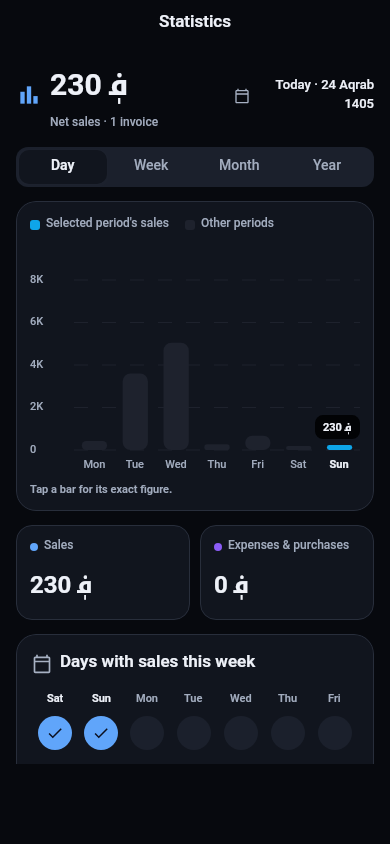 Statistics
230 ؋
Today · 24 Aqrab
1405
Net sales · 1 invoice
Day Week Month Year
Selected period's sales Other periods
8K
6K
4K
2K
0
230 ؋
Mon Tue Wed Thu Fri Sat Sun
Tap a bar for its exact figure.
Sales
230 ؋
Expenses & purchases
0 ؋
Days with sales this week
Sat Sun Mon Tue Wed Thu Fri